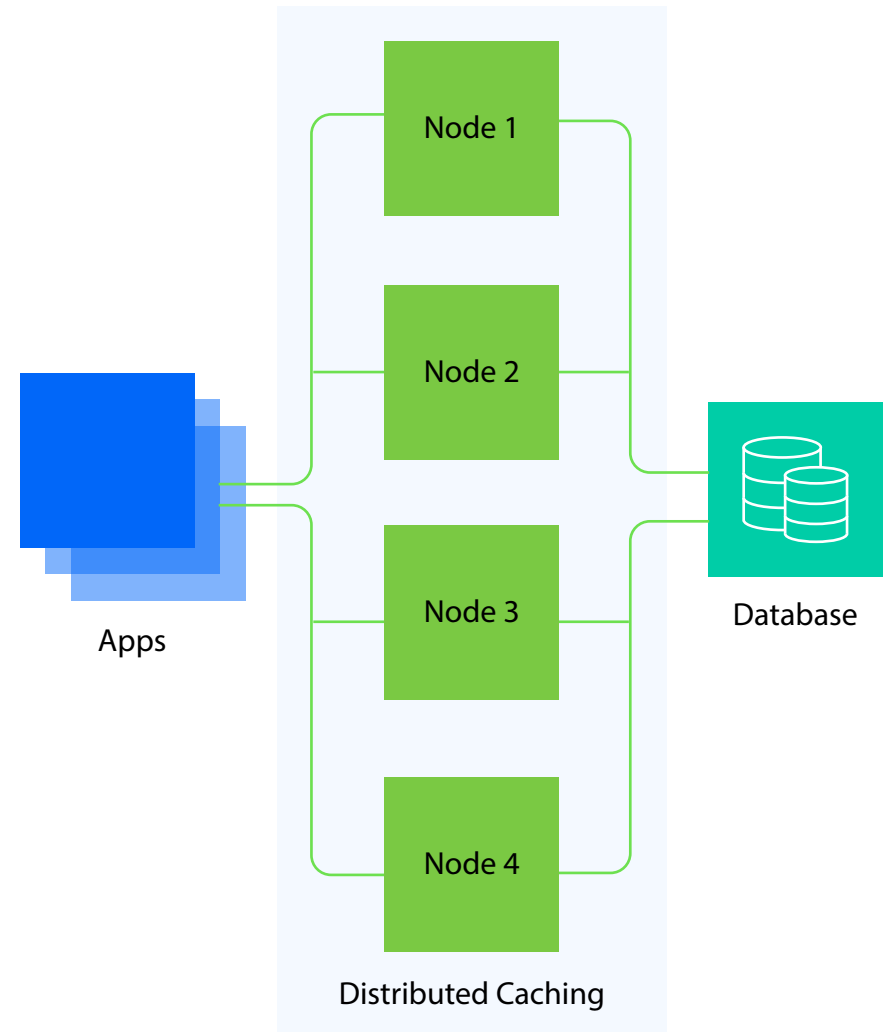 Node 1
Node 2
Node 3
Node 4
Apps
Database
Distributed Caching